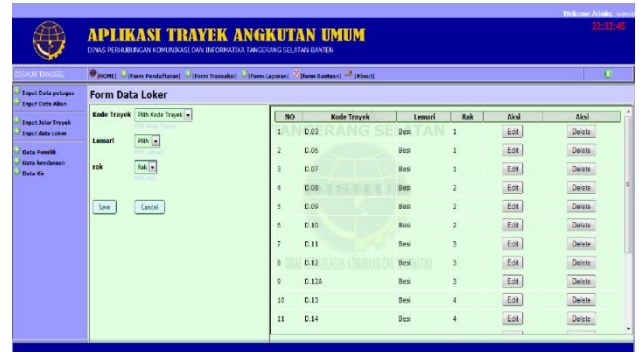 Welcome Admin:
22:32:45
APLIKASI TRAYEK ANGKUTAN UMUM
DINAS PERHUBUNGAN KOMUNIKASI DAN INFORMATIKA TANGERANG SELATAN-BANTEN
DISHUB TANGSEL
[HOME] [Form Pendaftaran] [Form Transaksi] [Form Laporan] [Form Bantuan] [About]
Input Data petugas
Input Data Akun
Input Jalur Trayek
Input data Loker
Data Pemilik
Data kendaraan
Data Kir
Form Data Loker
Kode Trayek Pilih Kode Trayek
Lemari Pilih
rak Rak
Save Cancel
NO Kode Trayek Lemari Rak Aksi Aksi
1 D.02 Besi 1 Edit Delete
2 D.06 Besi 1 Edit Delete
3 D.07 Besi 1 Edit Delete
4 D.08 Besi 2 Edit Delete
5 D.09 Besi 2 Edit Delete
6 D.10 Besi 2 Edit Delete
7 D.11 Besi 3 Edit Delete
8 D.12 Besi 3 Edit Delete
9 D.12A Besi 3 Edit Delete
10 D.13 Besi 4 Edit Delete
11 D.14 Besi 4 Edit Delete